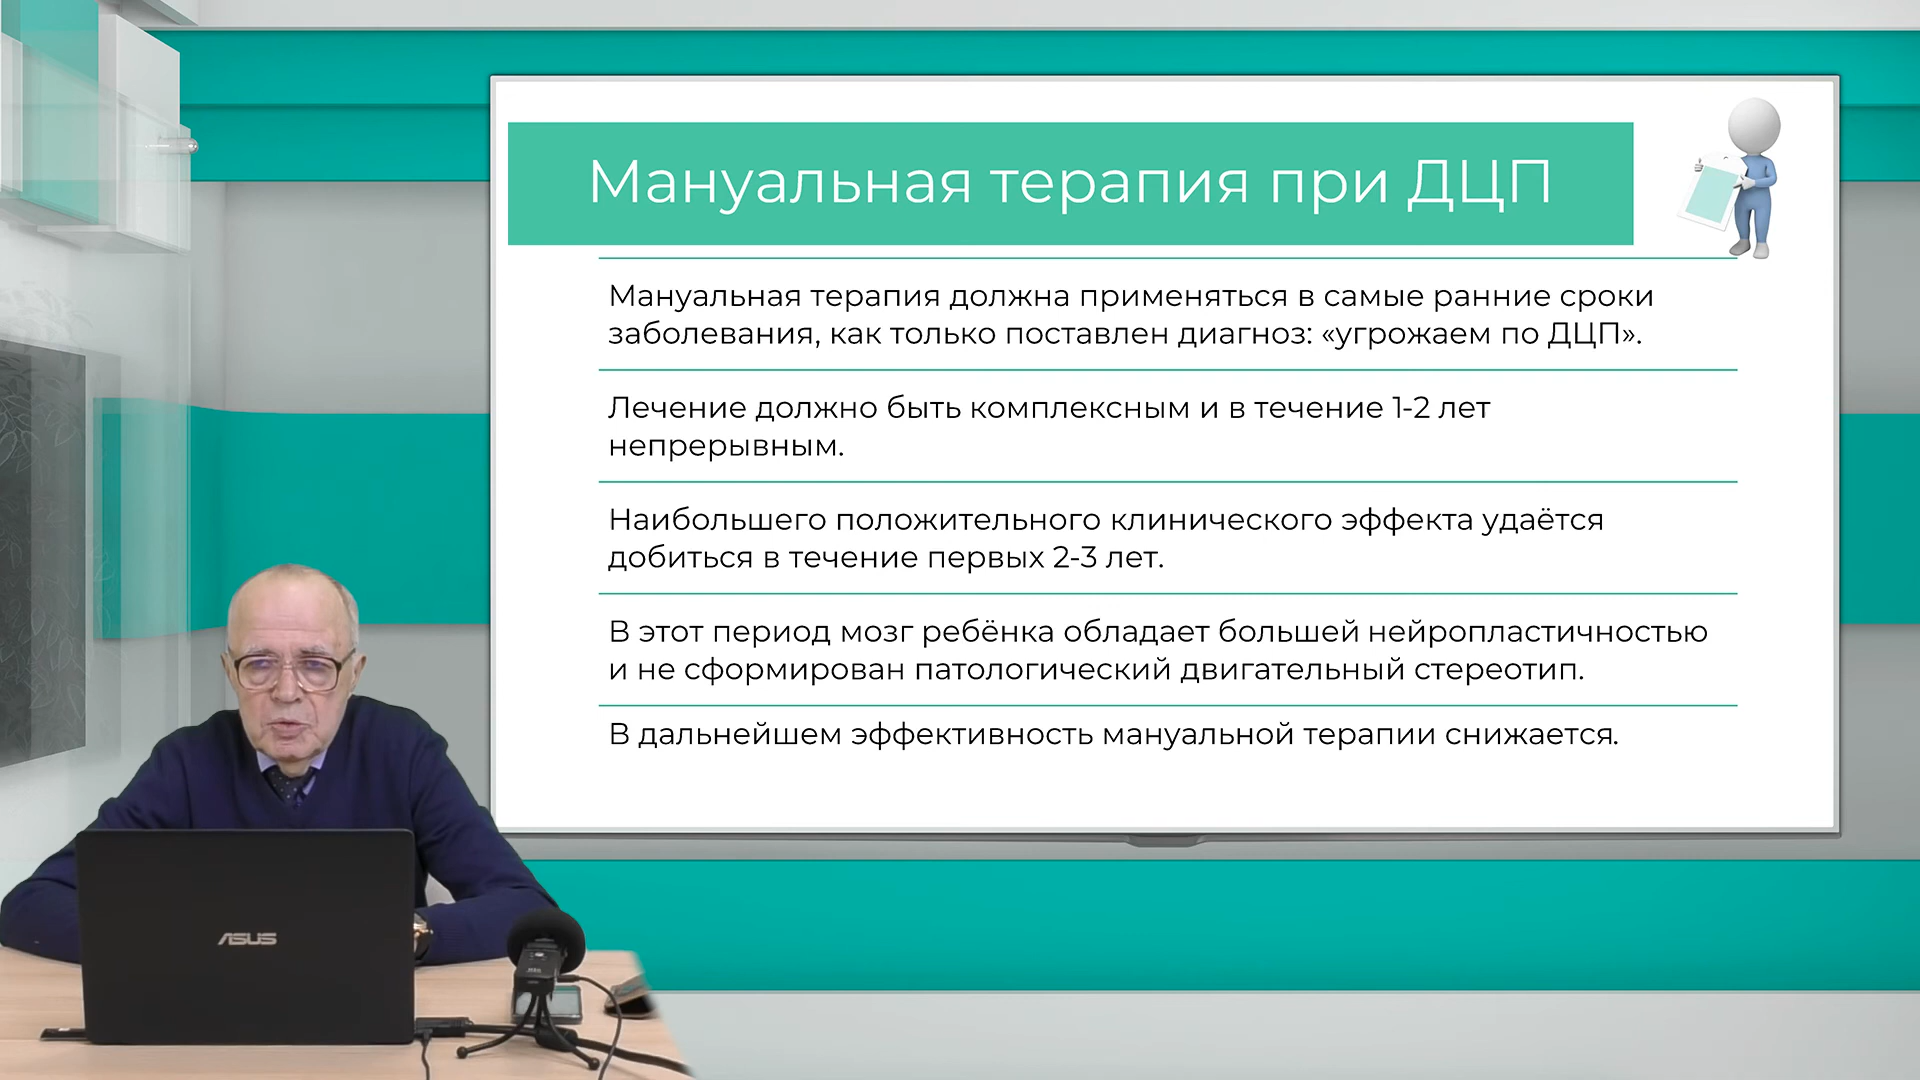 Мануальная терапия при ДЦП
Мануальная терапия должна применяться в самые ранние сроки
заболевания, как только поставлен диагноз: «угрожаем по ДЦП».
Лечение должно быть комплексным и в течение 1-2 лет
непрерывным.
Наибольшего положительного клинического эффекта удаётся
добиться в течение первых 2-3 лет.
В этот период мозг ребёнка обладает большей нейропластичностью
и не сформирован патологический двигательный стереотип.
В дальнейшем эффективность мануальной терапии снижается.
ASUS